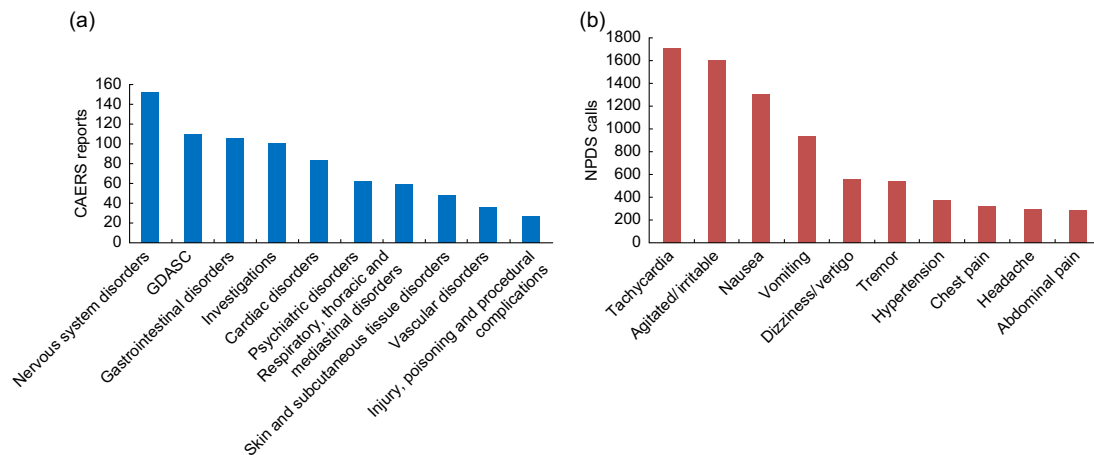 (a)
CAERS reports
160
140
120
100
80
60
40
20
0
Nervous system disorders
GDASC
Gastrointestinal disorders
Investigations
Cardiac disorders
Psychiatric disorders
Respiratory, thoracic and
mediastinal disorders
Skin and subcutaneous tissue disorders
Vascular disorders
Injury, poisoning and procedural
complications
(b)
NPDS calls
1800
1600
1400
1200
1000
800
600
400
200
0
Tachycardia
Agitated/irritable
Nausea
Vomiting
Dizziness/vertigo
Tremor
Hypertension
Chest pain
Headache
Abdominal pain